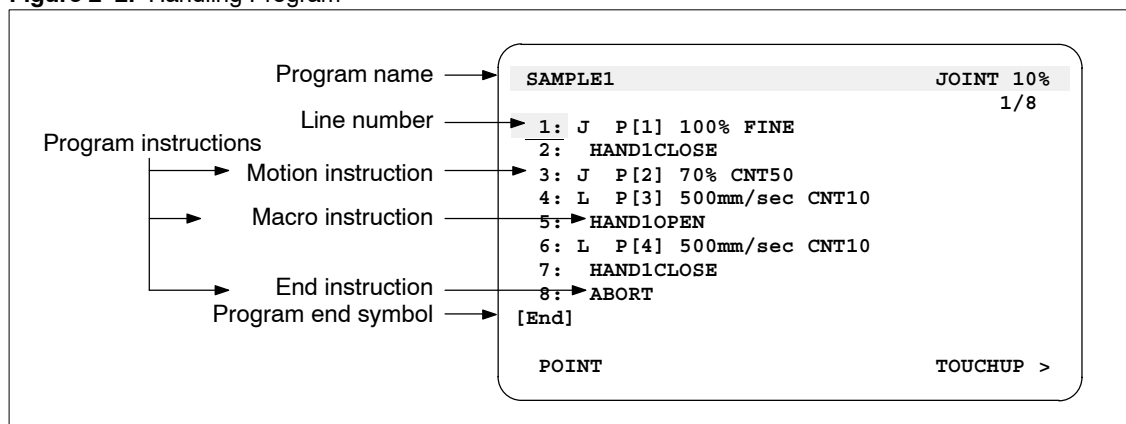 Figure 2–2. Handling Program
Program name
SAMPLE1 JOINT 10%
1/8
Line number
1: J P[1] 100% FINE
Program instructions
2: HAND1CLOSE
Motion instruction
3: J P[2] 70% CNT50
4: L P[3] 500mm/sec CNT10
Macro instruction
5: HAND1OPEN
6: L P[4] 500mm/sec CNT10
7: HAND1CLOSE
End instruction
8: ABORT
Program end symbol
[End]
POINT TOUCHUP >